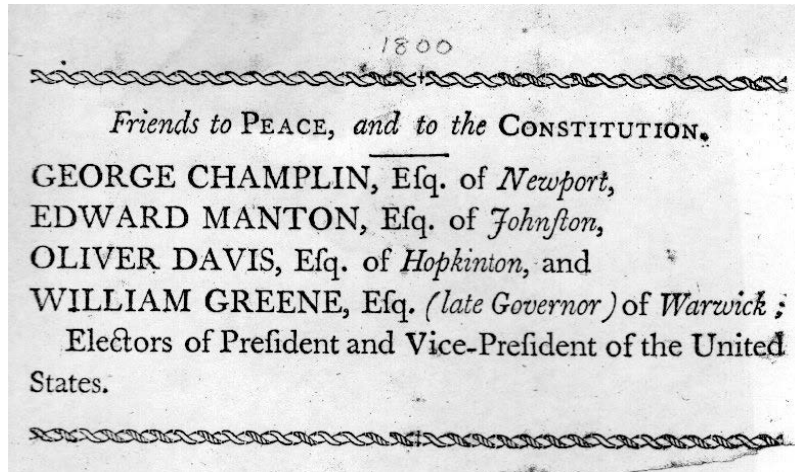 1800
Friends to PEACE, and to the CONSTITUTION.
GEORGE CHAMPLIN, Eſq. of Newport,
EDWARD MANTON, Eſq. of Johnſton,
OLIVER DAVIS, Eſq. of Hopkinton, and
WILLIAM GREENE, Eſq. (late Governor) of Warwick;
Electors of Preſident and Vice-Preſident of the United
States.